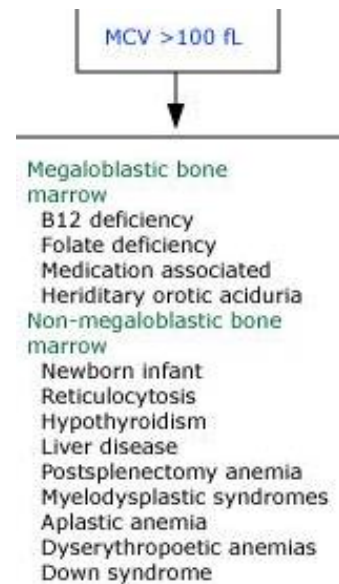 MCV >100 fL
Megaloblastic bone
marrow
B12 deficiency
Folate deficiency
Medication associated
Heriditary orotic aciduria
Non-megaloblastic bone
marrow
Newborn infant
Reticulocytosis
Hypothyroidism
Liver disease
Postsplenectomy anemia
Myelodysplastic syndromes
Aplastic anemia
Dyserythropoetic anemias
Down syndrome